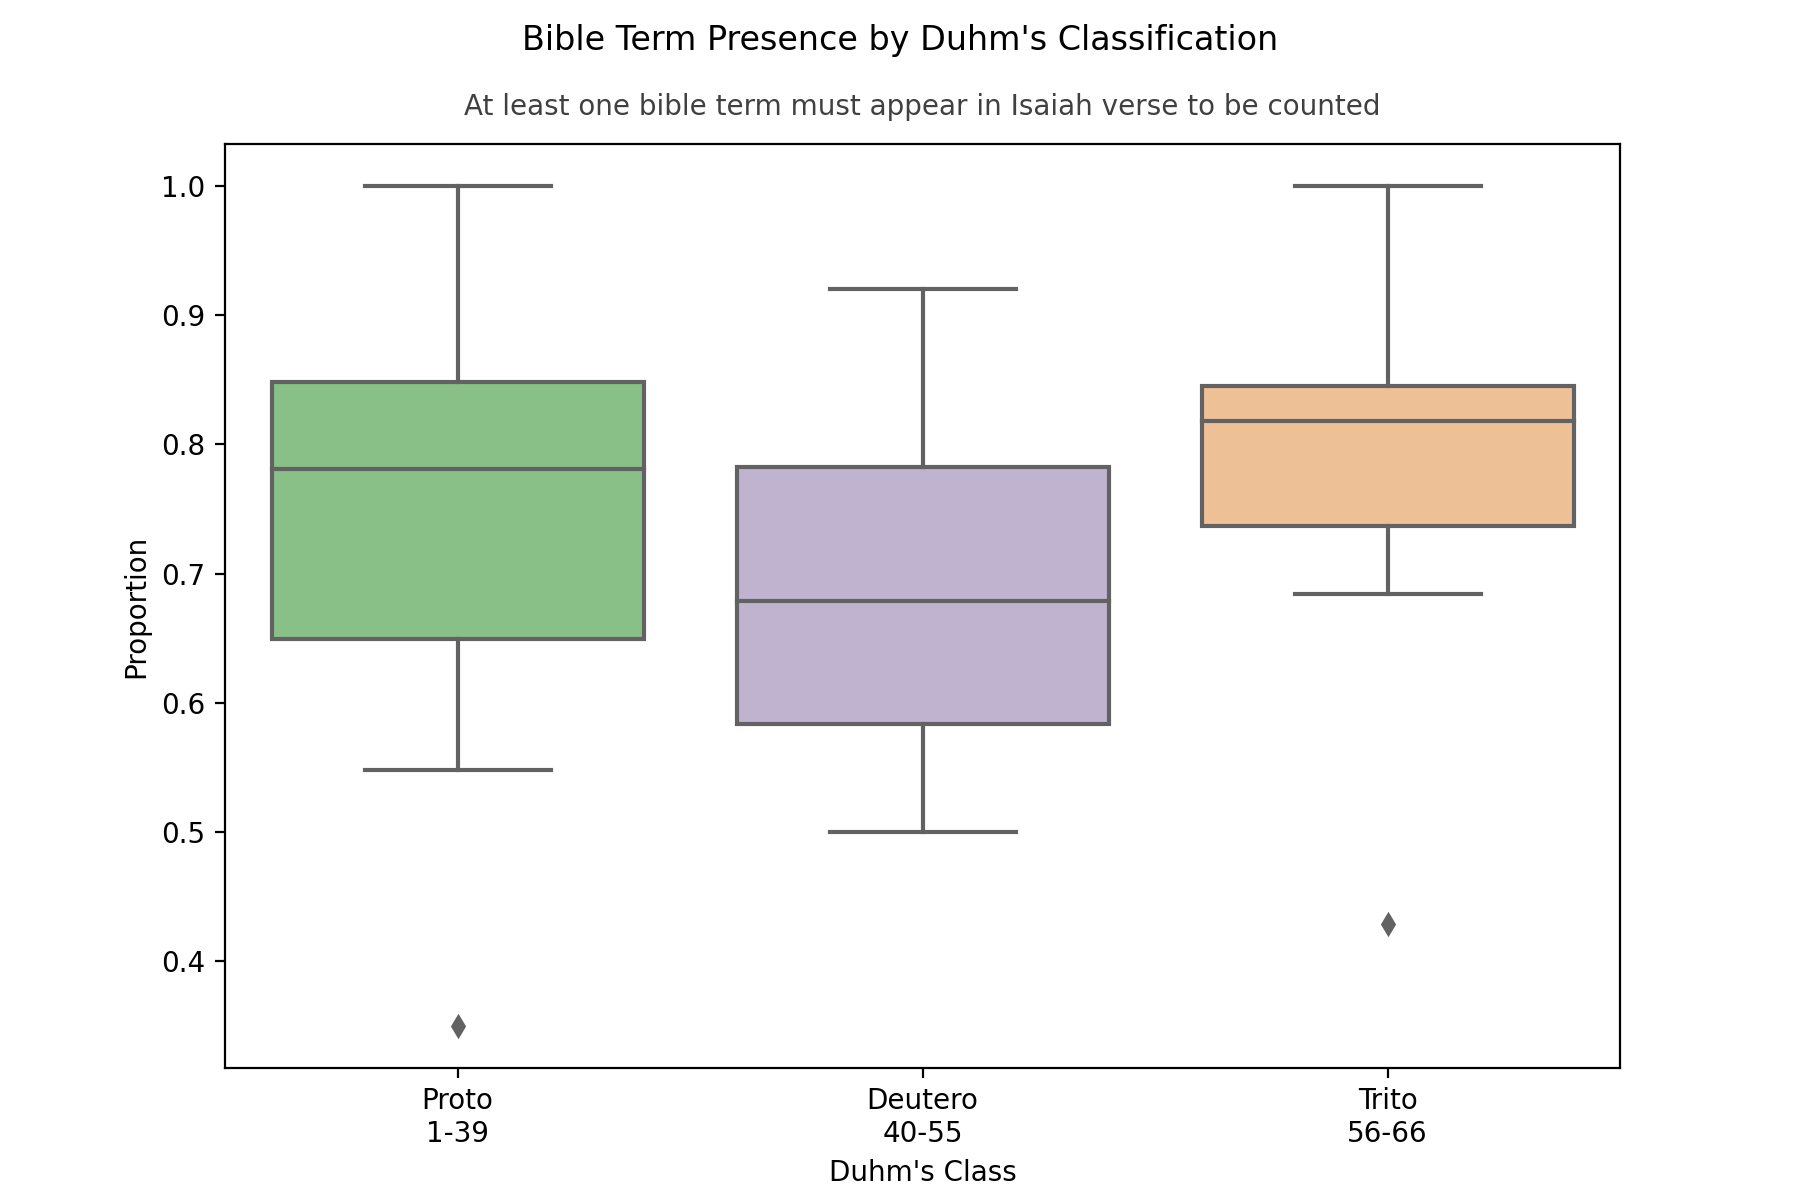 Bible Term Presence by Duhm's Classification
At least one bible term must appear in Isaiah verse to be counted
1.0
0.9
0.8
0.7
0.6
0.5
0.4
Proportion
Proto
1-39
Deutero
40-55
Trito
56-66
Duhm's Class